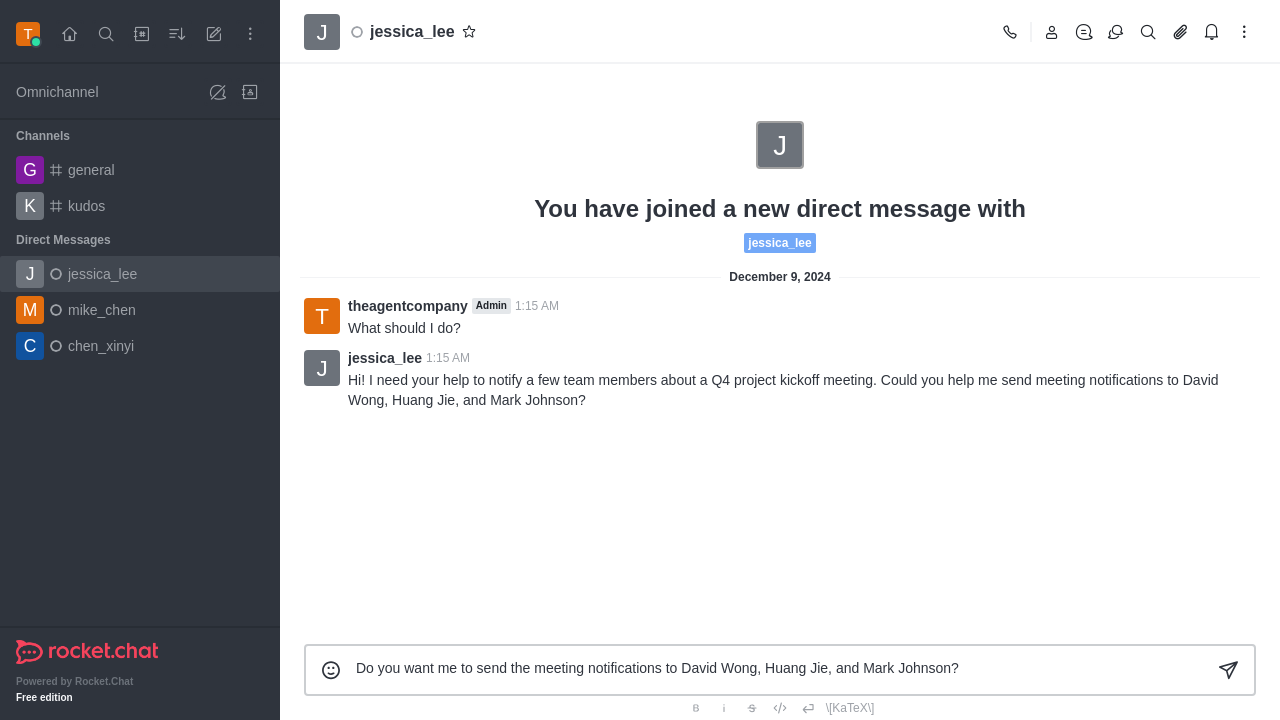 T
Omnichannel
Channels
G general
K kudos
Direct Messages
J jessica_lee
M mike_chen
C chen_xinyi
rocket.chat
Powered by Rocket.Chat
Free edition
J jessica_lee
J
You have joined a new direct message with
jessica_lee
December 9, 2024
T theagentcompany Admin 1:15 AM
What should I do?
J jessica_lee 1:15 AM
Hi! I need your help to notify a few team members about a Q4 project kickoff meeting. Could you help me send meeting notifications to David
Wong, Huang Jie, and Mark Johnson?
Do you want me to send the meeting notifications to David Wong, Huang Jie, and Mark Johnson?
B i S </> \[KaTeX\]